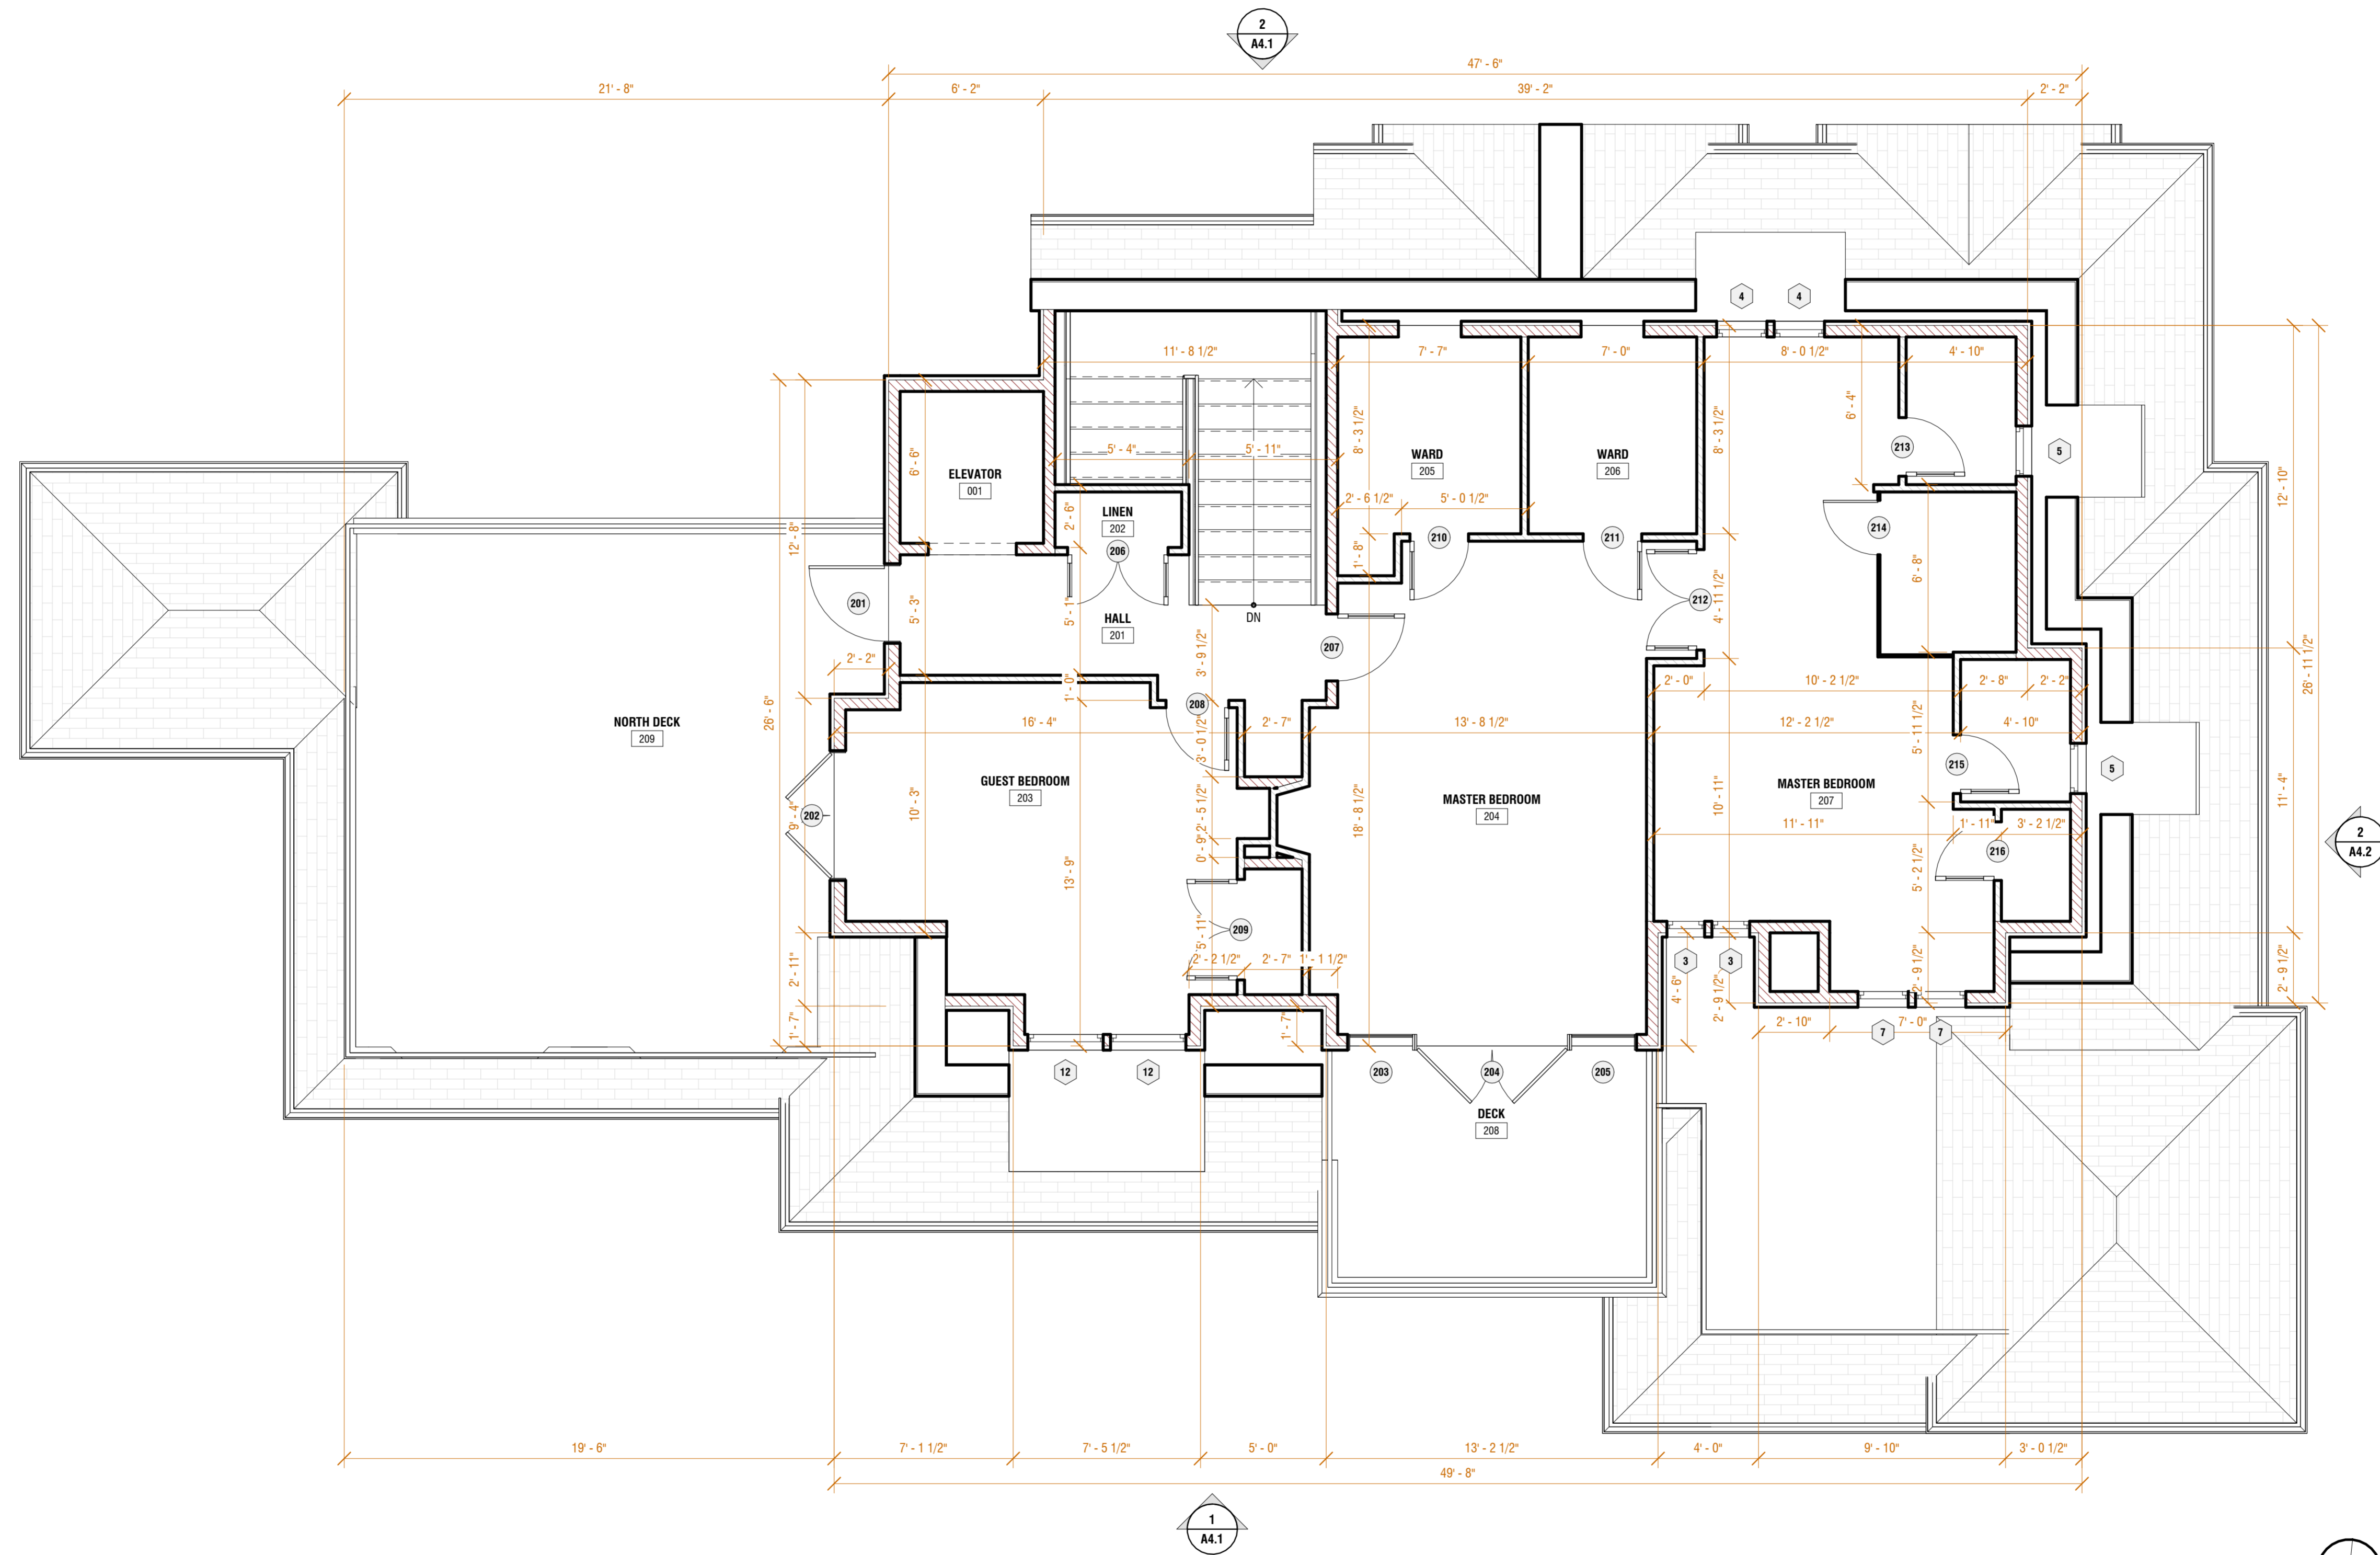 2
A4.1
47' - 6"
21' - 8"
6' - 2"
39' - 2"
2' - 2"
4
4
11' - 8 1/2"
7' - 7"
7' - 0"
8' - 0 1/2"
4' - 10"
6' - 4"
8' - 3 1/2"
8' - 3 1/2"
213
5
5' - 4"
5' - 11"
6' - 6"
ELEVATOR
001
WARD
205
WARD
206
12' - 10"
2' - 6 1/2"
5' - 0 1/2"
2' - 6"
LINEN
202
206
12' - 8"
210
211
214
1' - 8"
6' - 8"
201
5' - 3"
5' - 1"
HALL
201
DN
212
4' - 11 1/2"
207
3' - 9 1/2"
26' - 11 1/2"
2' - 2"
1' - 0"
208
2' - 0"
10' - 2 1/2"
2' - 8"
2' - 2"
26' - 6"
NORTH DECK
209
16' - 4"
3' - 0 1/2"
2' - 7"
13' - 8 1/2"
12' - 2 1/2"
5' - 11 1/2"
4' - 10"
215
5
GUEST BEDROOM
203
MASTER BEDROOM
204
MASTER BEDROOM
207
10' - 3"
10' - 11"
11' - 4"
9' - 4"
202
2' - 5 1/2"
18' - 8 1/2"
11' - 11"
1' - 11"
3' - 2 1/2"
0' - 9"
216
2
A4.2
13' - 9"
5' - 2 1/2"
5' - 11"
209
2' - 2 1/2"
2' - 7"
1' - 1 1/2"
3
3
2' - 11"
4' - 6"
2' - 9 1/2"
2' - 9 1/2"
2' - 9 1/2"
1' - 7"
1' - 7"
2' - 10"
7' - 0"
7
7
12
12
203
204
205
DECK
208
19' - 6"
7' - 1 1/2"
7' - 5 1/2"
5' - 0"
13' - 2 1/2"
4' - 0"
9' - 10"
3' - 0 1/2"
49' - 8"
1
A4.1